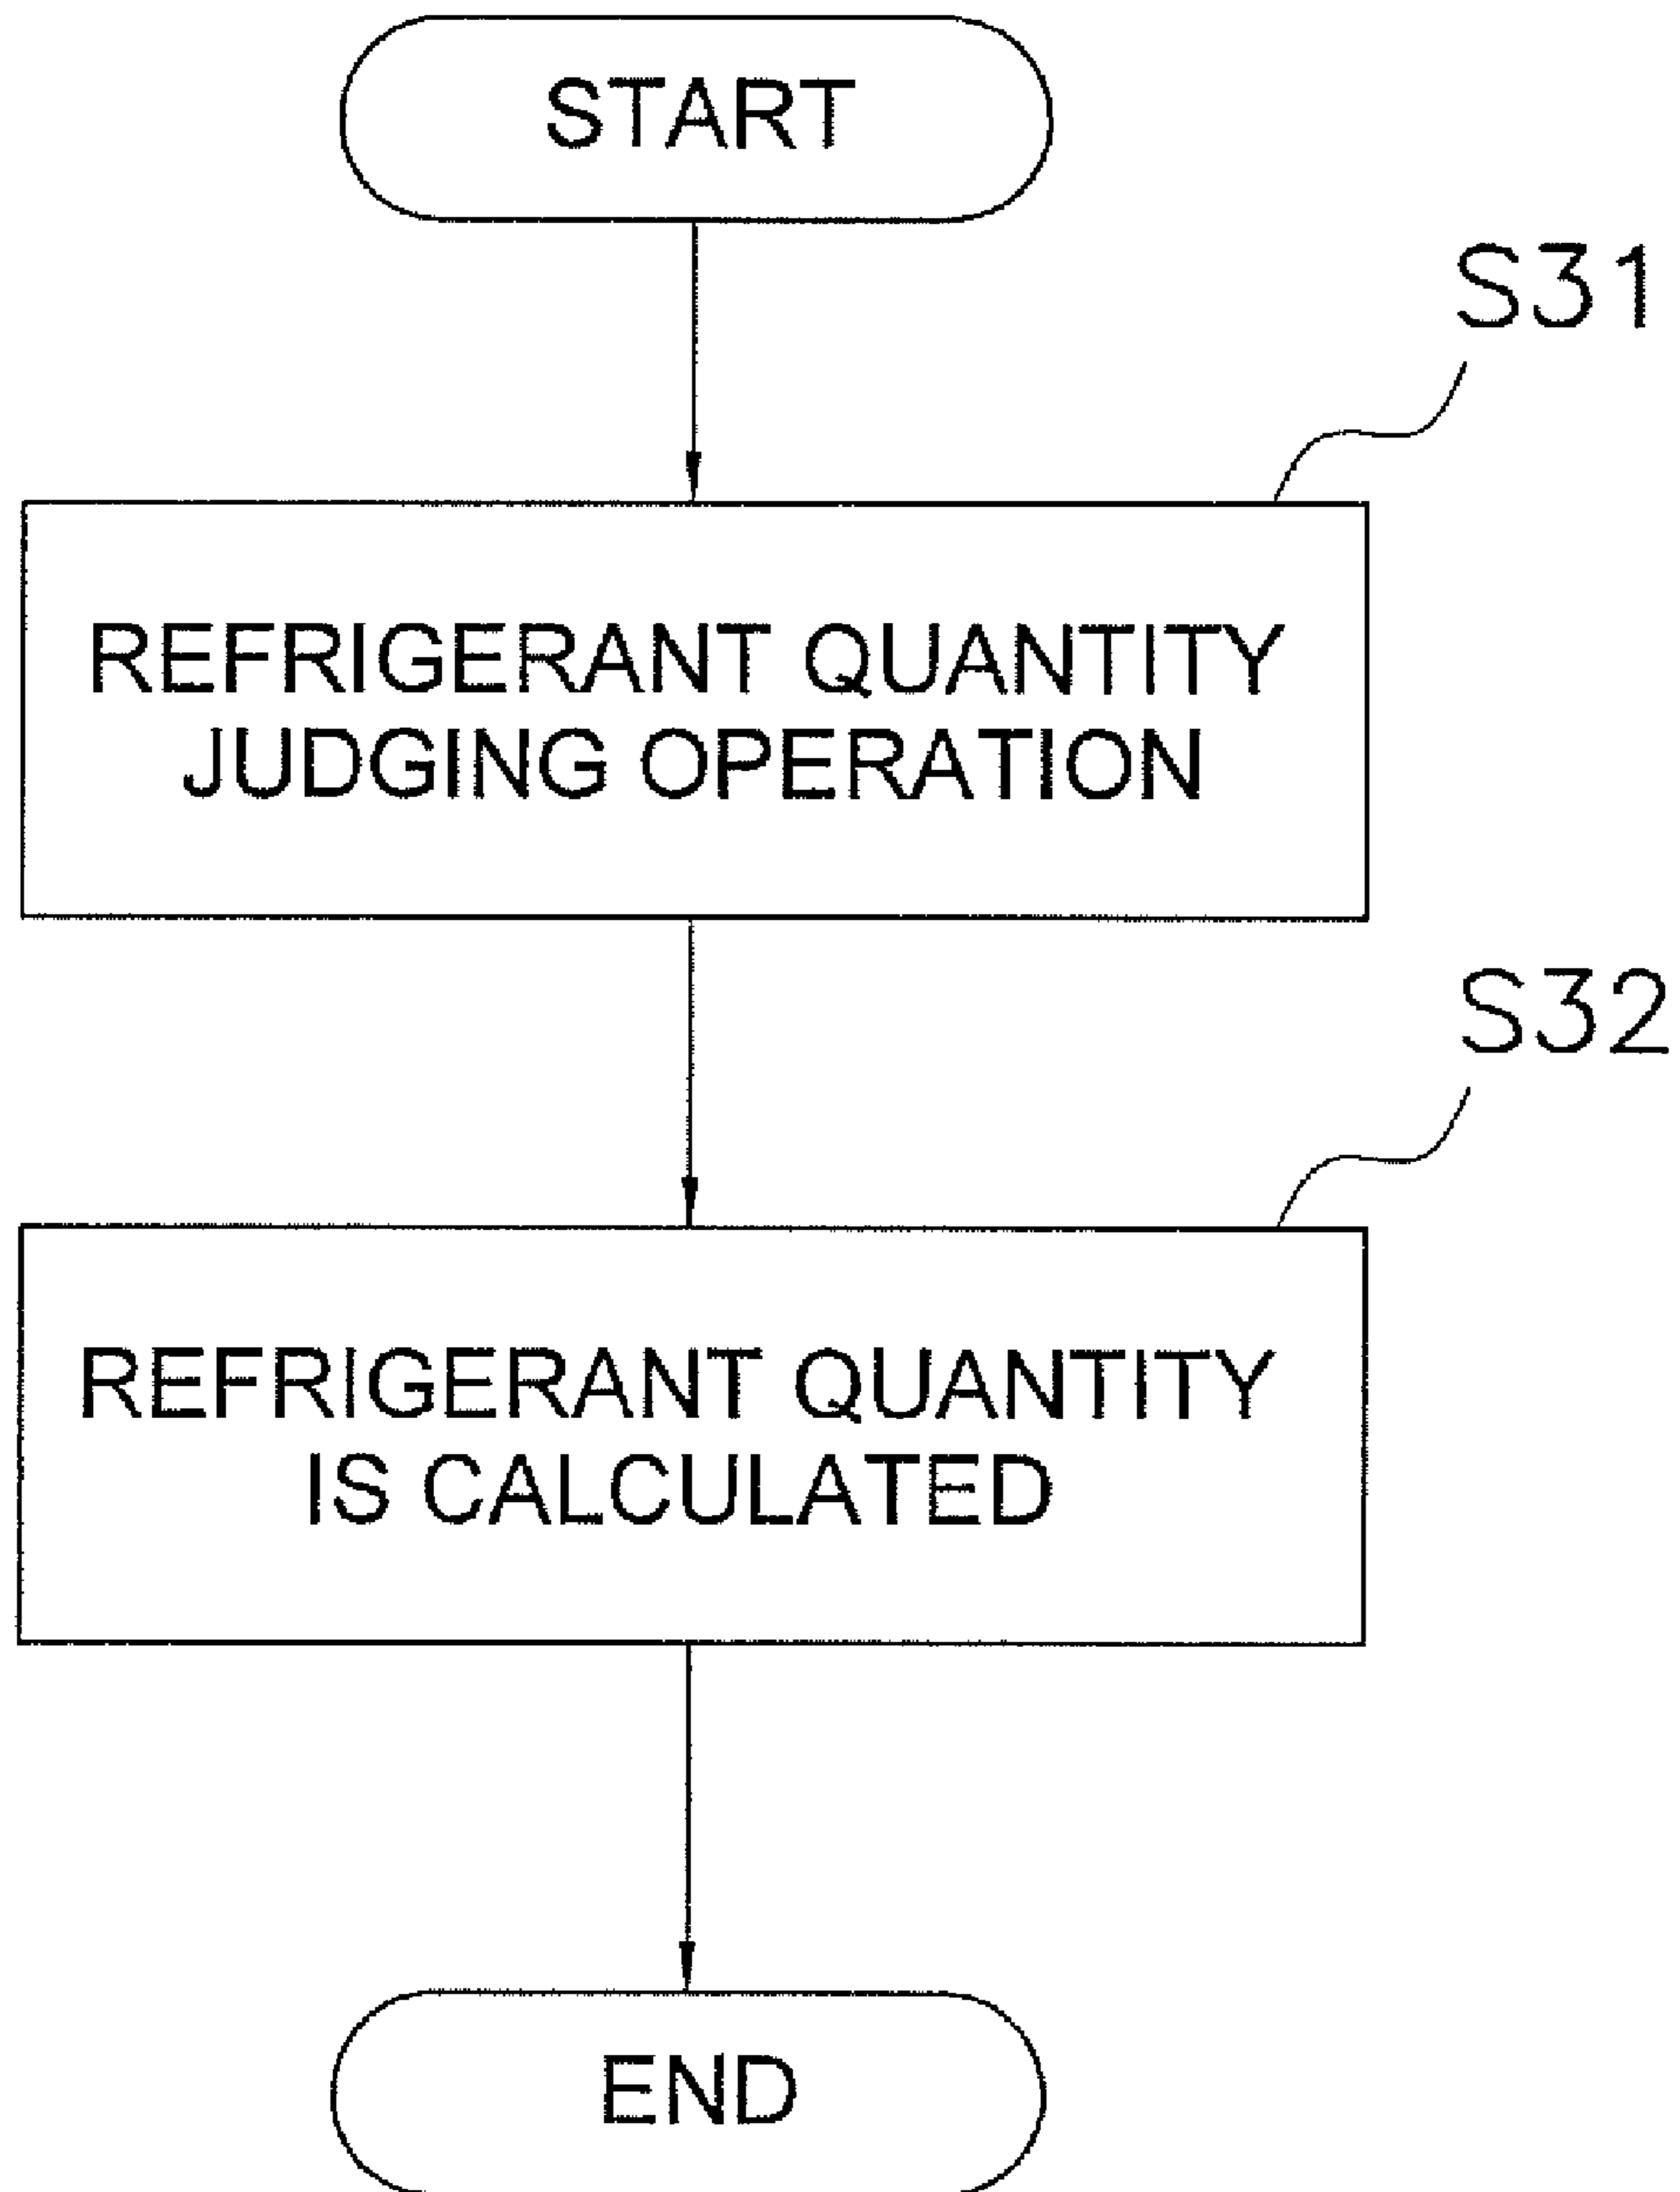 START
S31
REFRIGERANT QUANTITY
JUDGING OPERATION
S32
REFRIGERANT QUANTITY
IS CALCULATED
END